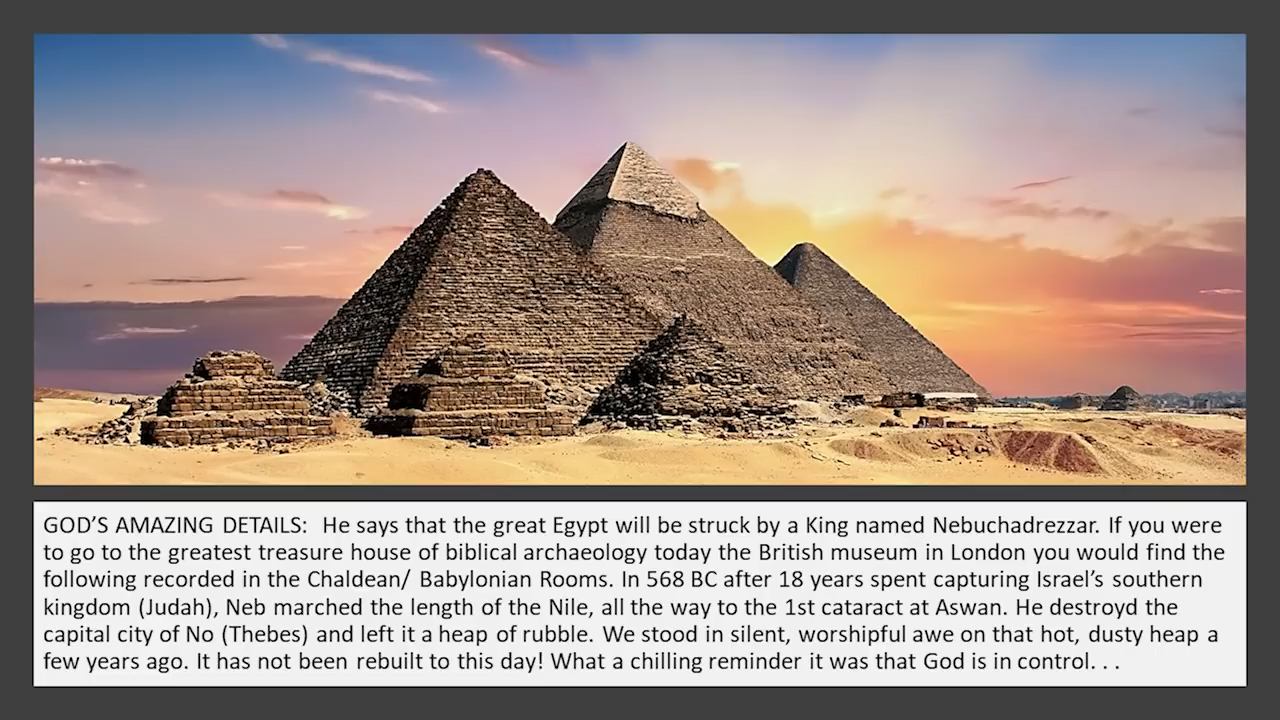 GOD’S AMAZING DETAILS:  He says that the great Egypt will be struck by a King named Nebuchadrezzar. If you were
to go to the greatest treasure house of biblical archaeology today the British museum in London you would find the
following recorded in the Chaldean/ Babylonian Rooms. In 568 BC after 18 years spent capturing Israel’s southern
kingdom (Judah), Neb marched the length of the Nile, all the way to the 1st cataract at Aswan. He destroyd the
capital city of No (Thebes) and left it a heap of rubble. We stood in silent, worshipful awe on that hot, dusty heap a
few years ago. It has not been rebuilt to this day! What a chilling reminder it was that God is in control. . .